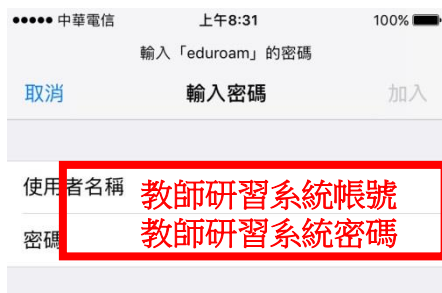 中華電信 上午8:31 100%
輸入「eduroam」的密碼
取消 輸入密碼 加入
使用者名稱 教師研習系統帳號
密碼 教師研習系統密碼